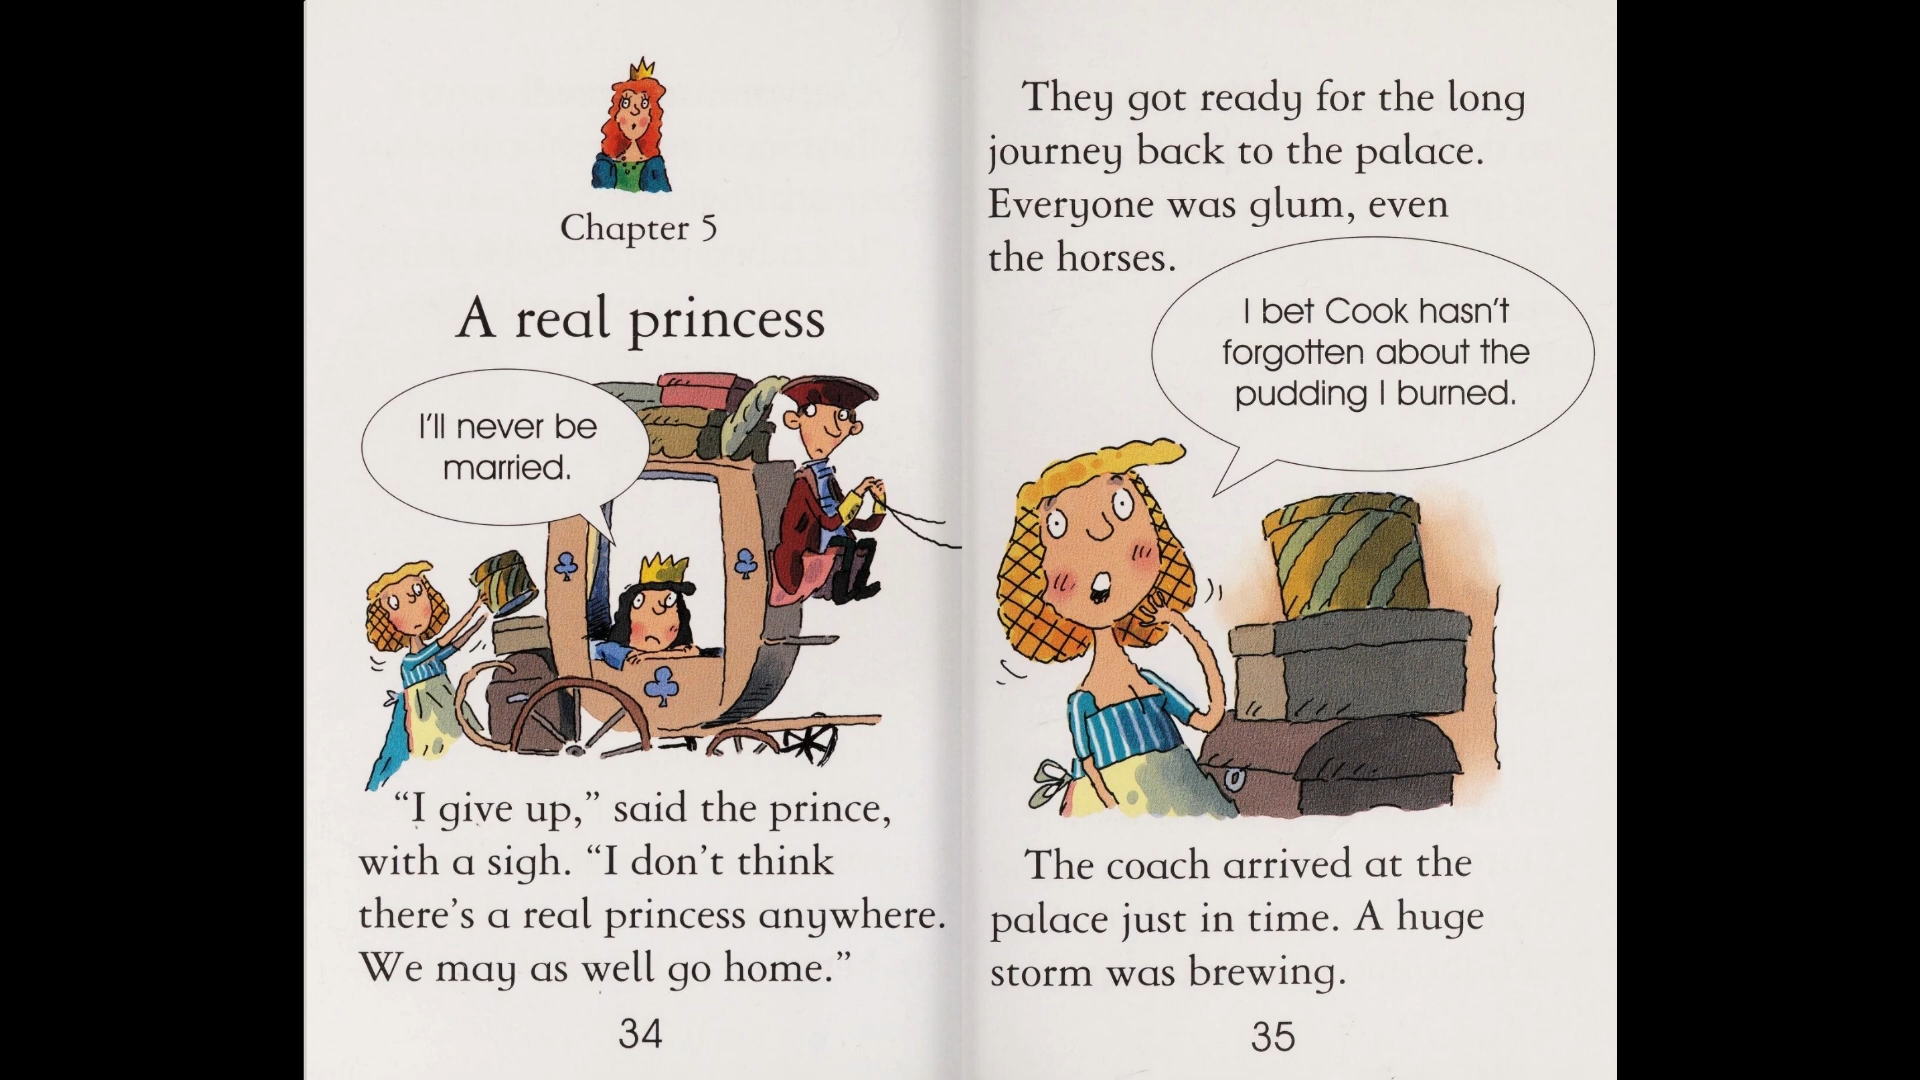 Chapter 5
A real princess
I'll never be
married.
“I give up,” said the prince,
with a sigh. “I don't think
there's a real princess anywhere.
We may as well go home.”
34
They got ready for the long
journey back to the palace.
Everyone was glum, even
the horses.
I bet Cook hasn't
forgotten about the
pudding I burned.
The coach arrived at the
palace just in time. A huge
storm was brewing.
35